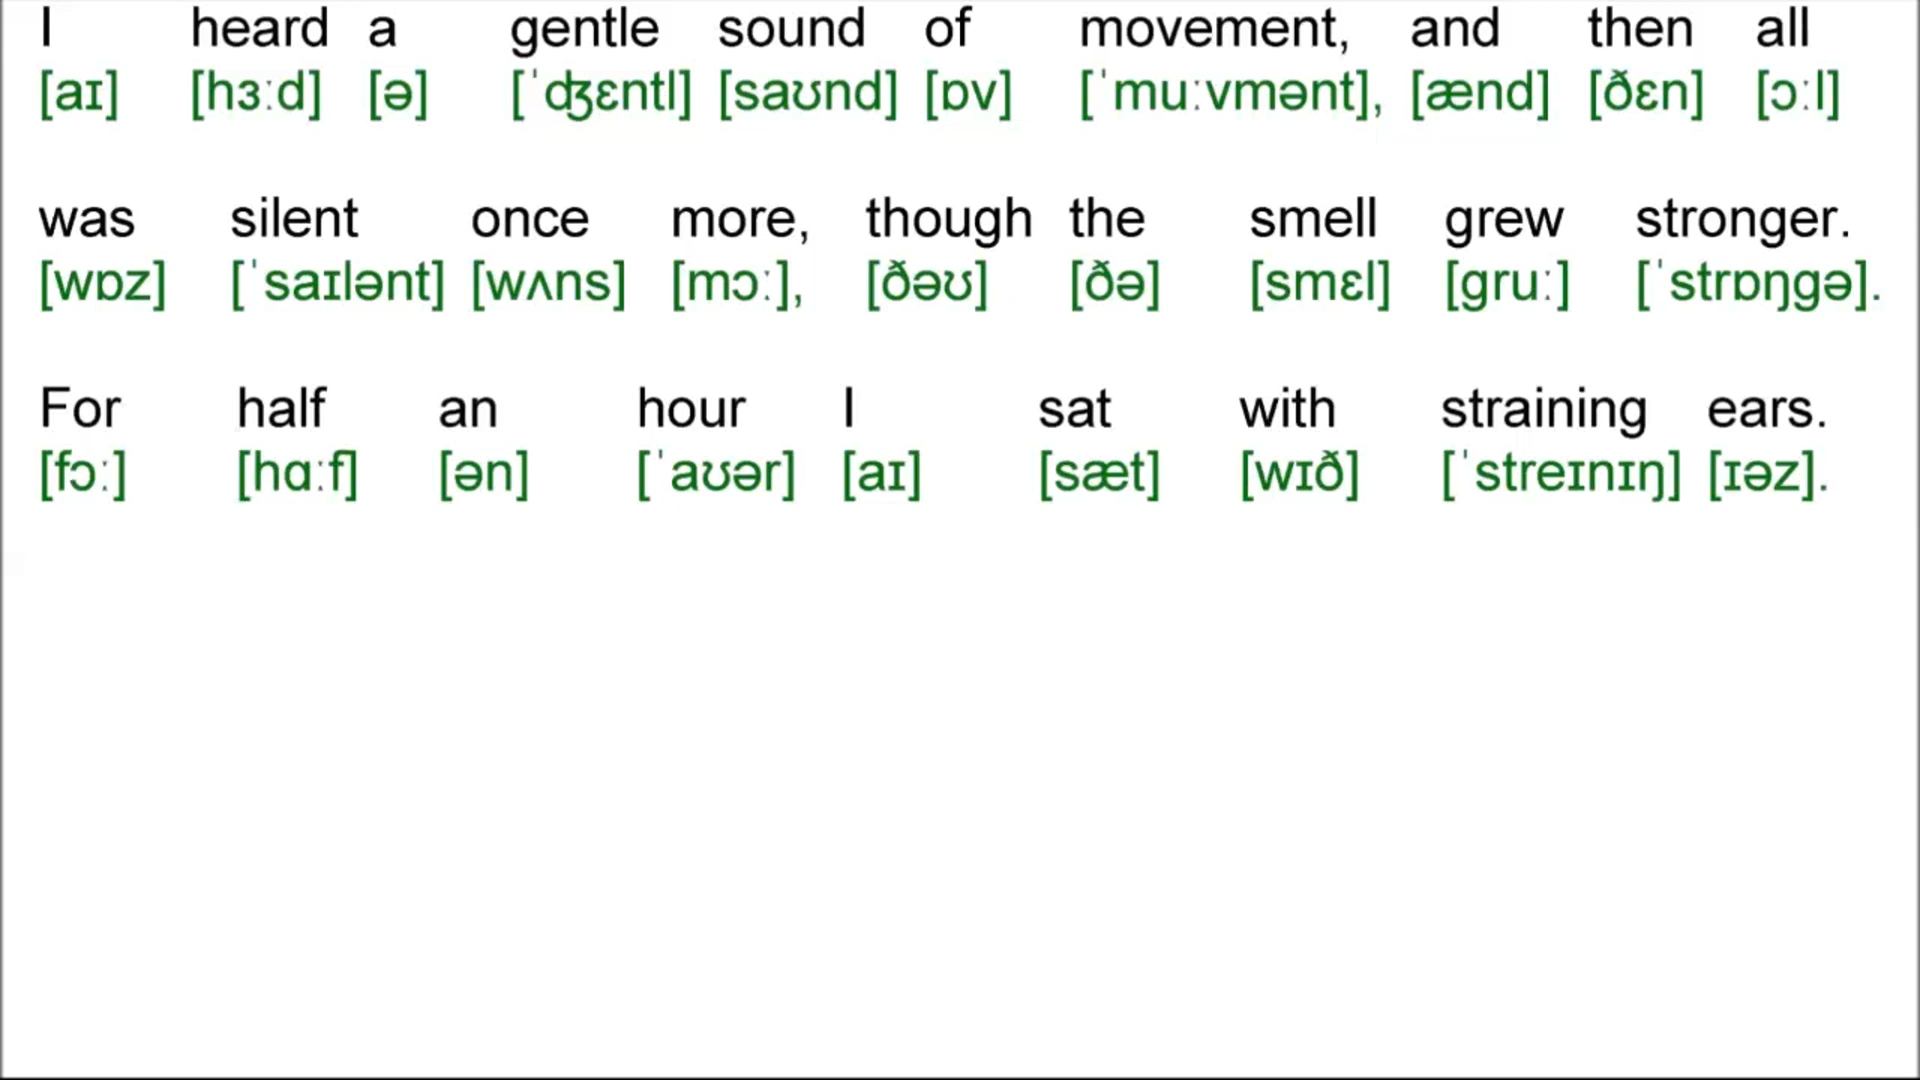 I heard a gentle sound of movement, and then all
[aɪ] [hɜːd] [ə] [ˈʤɛntl] [saʊnd] [ɒv] [ˈmuːvmənt], [ænd] [ðɛn] [ɔːl]
was silent once more, though the smell grew stronger.
[wɒz] [ˈsaɪlənt] [wʌns] [mɔː], [ðəʊ] [ðə] [smɛl] [gruː] [ˈstrɒŋgə].
For half an hour I sat with straining ears.
[fɔː] [hɑːf] [ən] [ˈaʊər] [aɪ] [sæt] [wɪð] [ˈstreɪnɪŋ] [ɪəz].